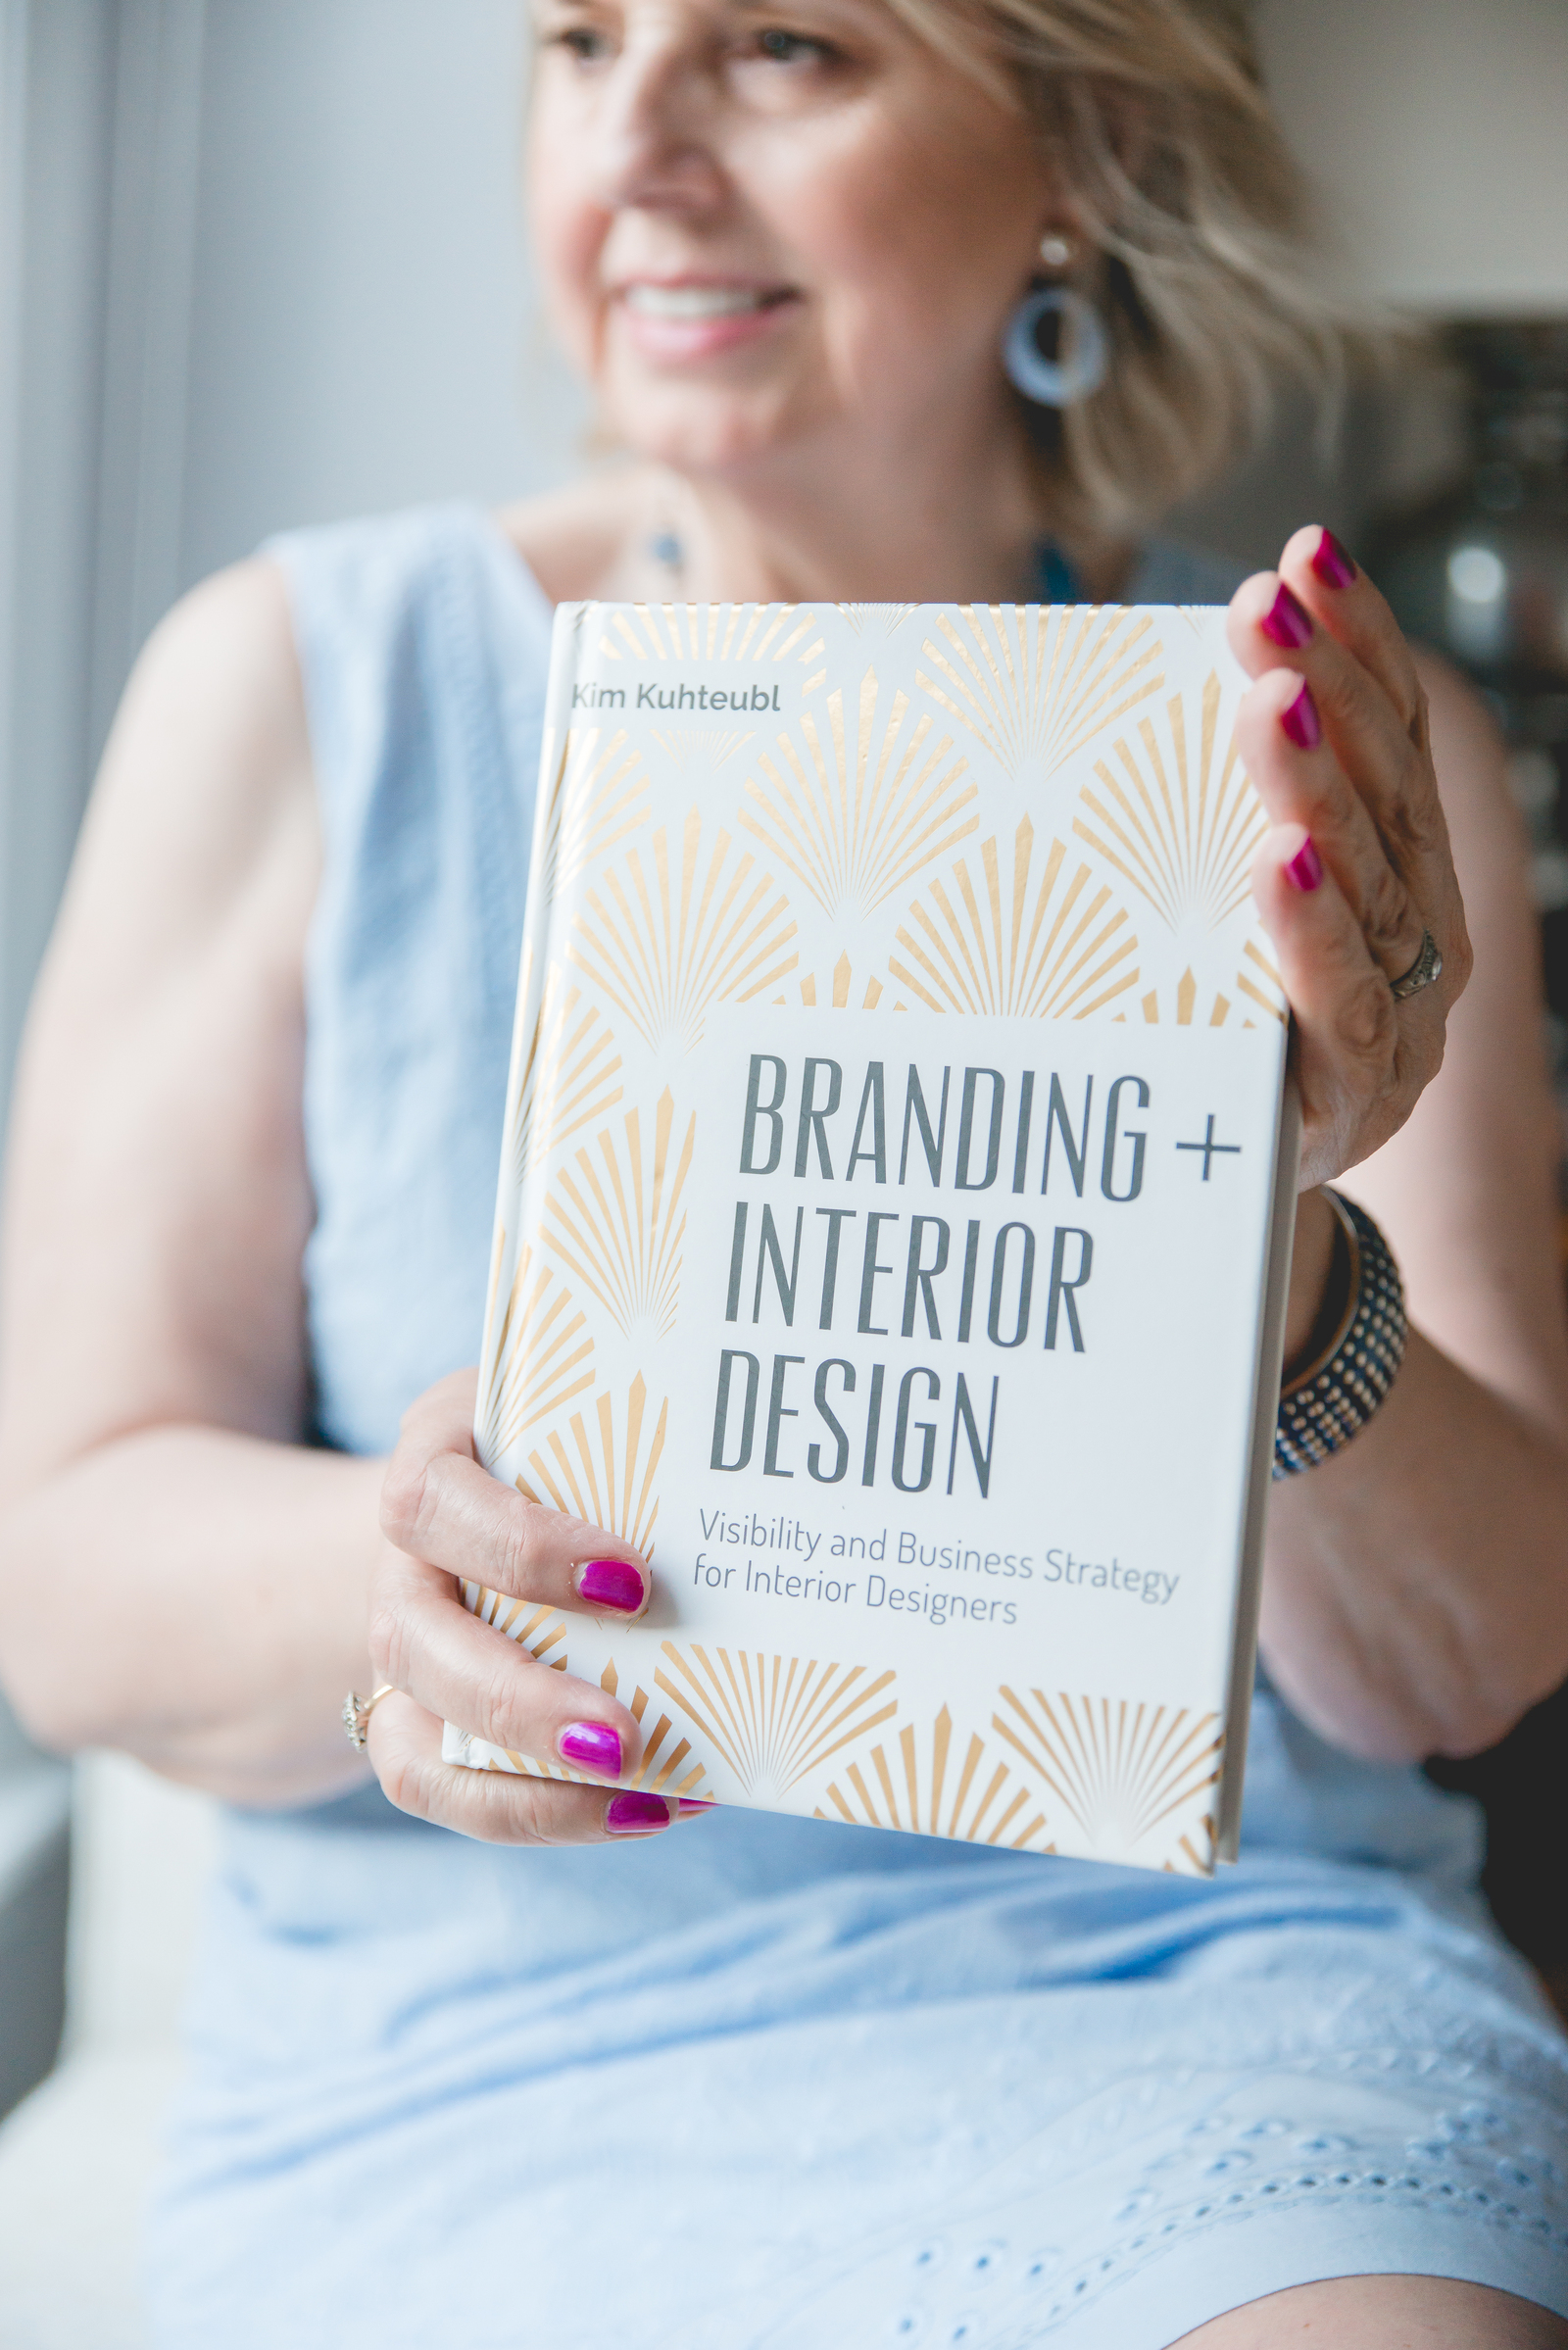 Kim Kuhteubl
BRANDING +
INTERIOR
DESIGN
Visibility and Business Strategy
for Interior Designers